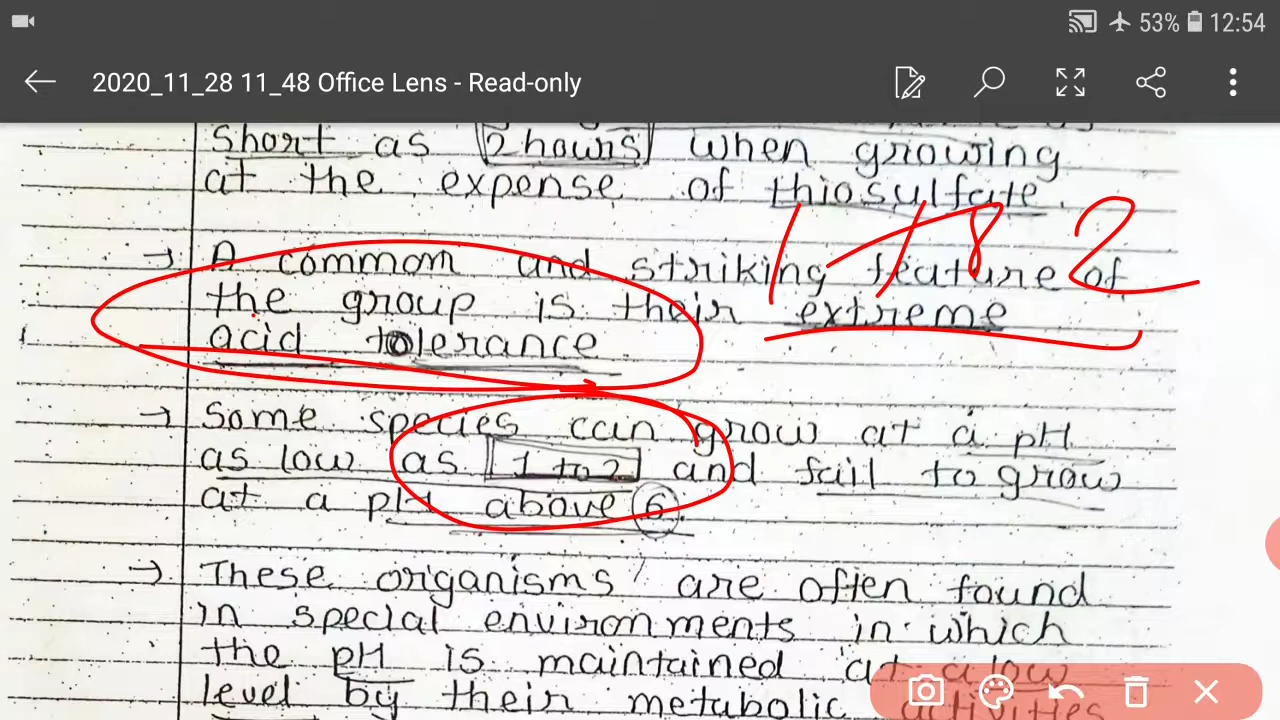 53% 12:54
2020_11_28 11_48 Office Lens - Read-only
Short as 2 hours when growing
at the expense of thiosulfate.
→ A common and striking feature of
the group is their extreme
acid tolerance.
→ Some species can grow at a pH
as low as 1 to 2 and fail to grow
at a pH above 6.
→ These organisms are often found
in special environments in which
the pH is maintained at a low
level by their metabolic activities